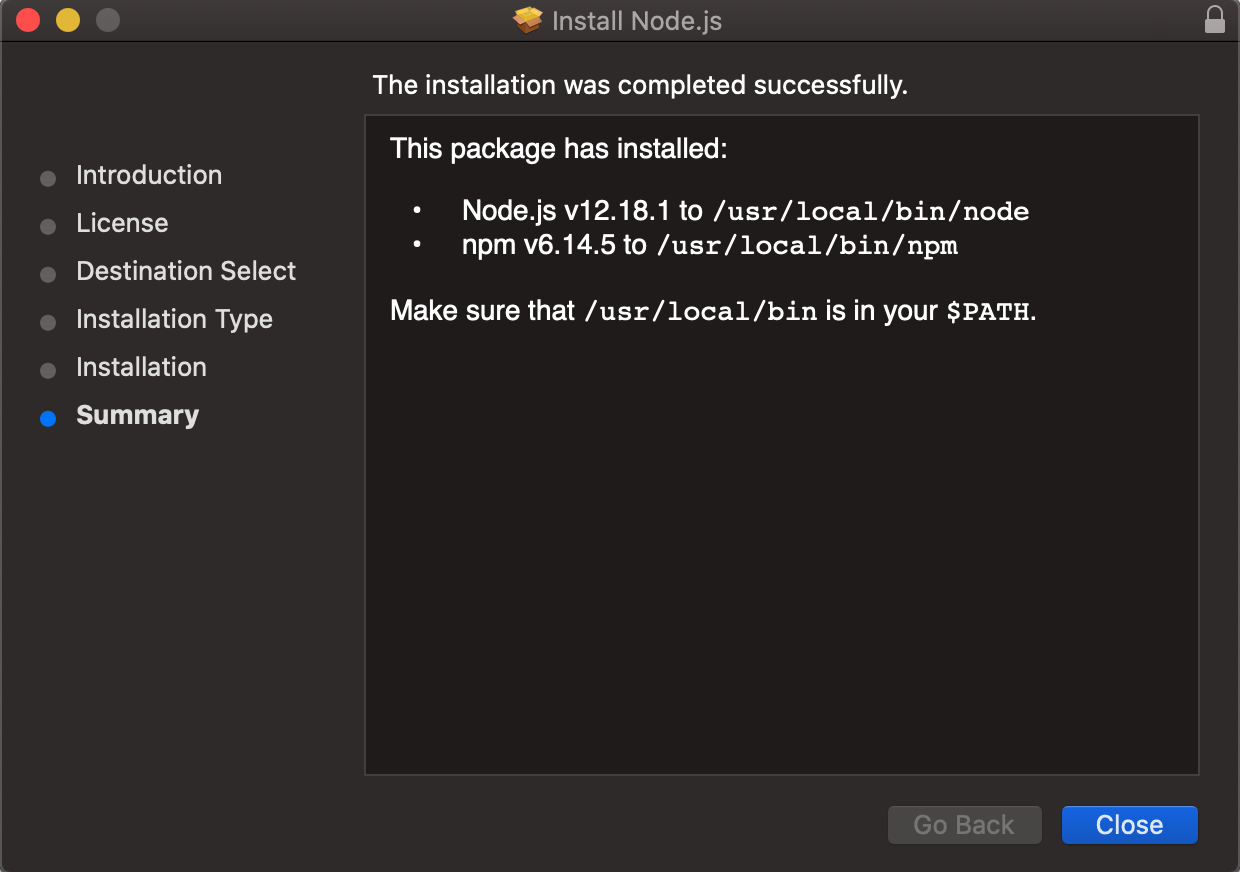 Install Node.js
The installation was completed successfully.
Introduction
License
Destination Select
Installation Type
Installation
Summary
This package has installed:
• Node.js v12.18.1 to /usr/local/bin/node
• npm v6.14.5 to /usr/local/bin/npm
Make sure that /usr/local/bin is in your $PATH.
Go Back
Close